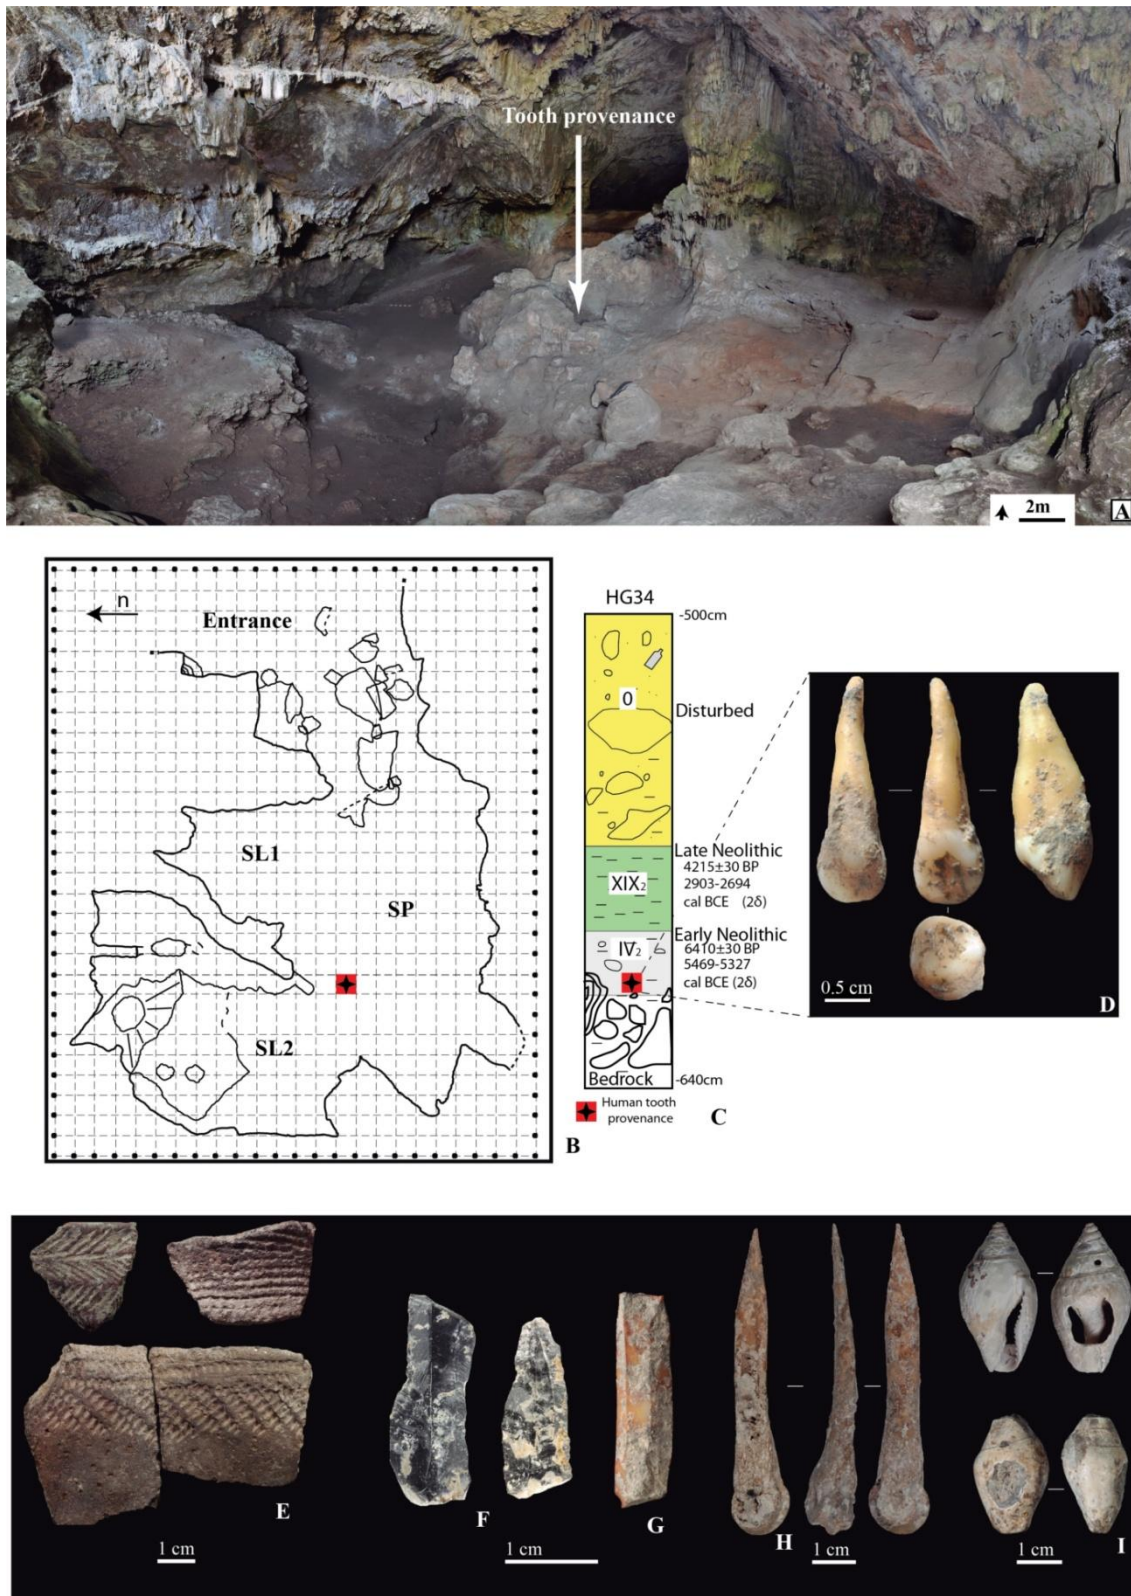 Tooth provenance
2m
A
n
Entrance
SL1
SP
SL2
B
HG34
-500cm
0
Disturbed
Late Neolithic
XIX2
4215±30 BP
2903-2694
cal BCE (2δ)
Early Neolithic
IV2
6410±30 BP
5469-5327
cal BCE (2δ)
Bedrock
-640cm
Human tooth
provenance
C
0.5 cm
D
E
1 cm
F
1 cm
G
H
1 cm
I
1 cm